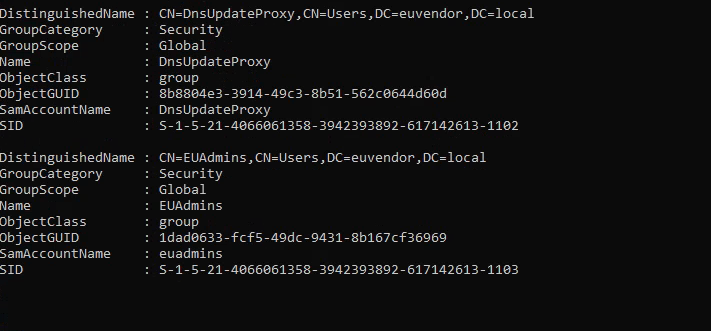 DistinguishedName : CN=DnsUpdateProxy,CN=Users,DC=euvendor,DC=local
GroupCategory     : Security
GroupScope        : Global
Name              : DnsUpdateProxy
ObjectClass       : group
ObjectGUID        : 8b8804e3-3914-49c3-8b51-562c0644d60d
SamAccountName    : DnsUpdateProxy
SID               : S-1-5-21-4066061358-3942393892-617142613-1102
DistinguishedName : CN=EUAdmins,CN=Users,DC=euvendor,DC=local
GroupCategory     : Security
GroupScope        : Global
Name              : EUAdmins
ObjectClass       : group
ObjectGUID        : 1dad0633-fcf5-49dc-9431-8b167cf36969
SamAccountName    : euadmins
SID               : S-1-5-21-4066061358-3942393892-617142613-1103